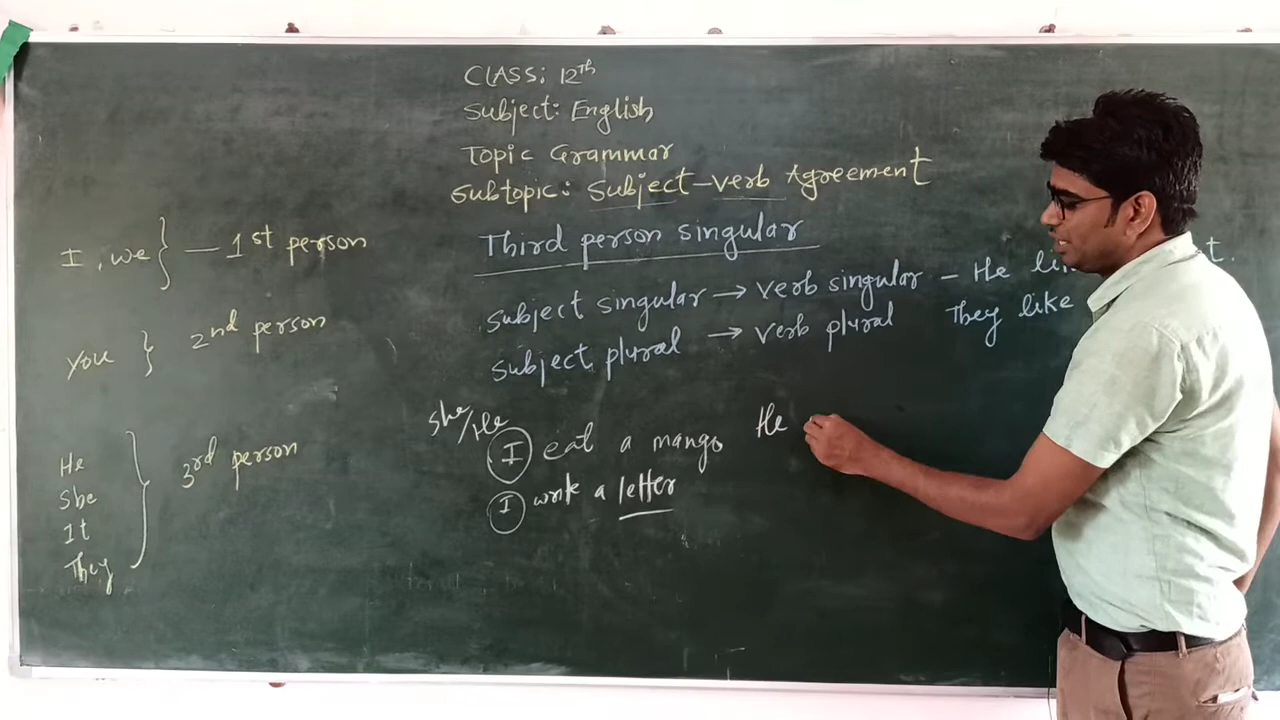 CLASS: 12th
Subject: English
Topic Grammar
Subtopic: Subject-verb Agreement
Third person singular
subject singular → verb singular - He
subject plural → verb plural They like
I, we } — 1st person
you } 2nd person
He
She
It
They
} 3rd person
She/He
I eat a mango He
I write a letter